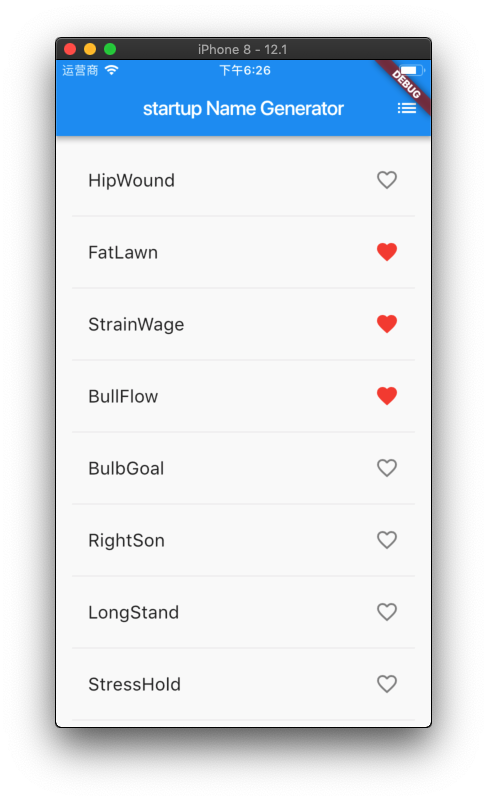 iPhone 8 - 12.1
运营商 下午6:26
DEBUG
startup Name Generator
HipWound
FatLawn
StrainWage
BullFlow
BulbGoal
RightSon
LongStand
StressHold